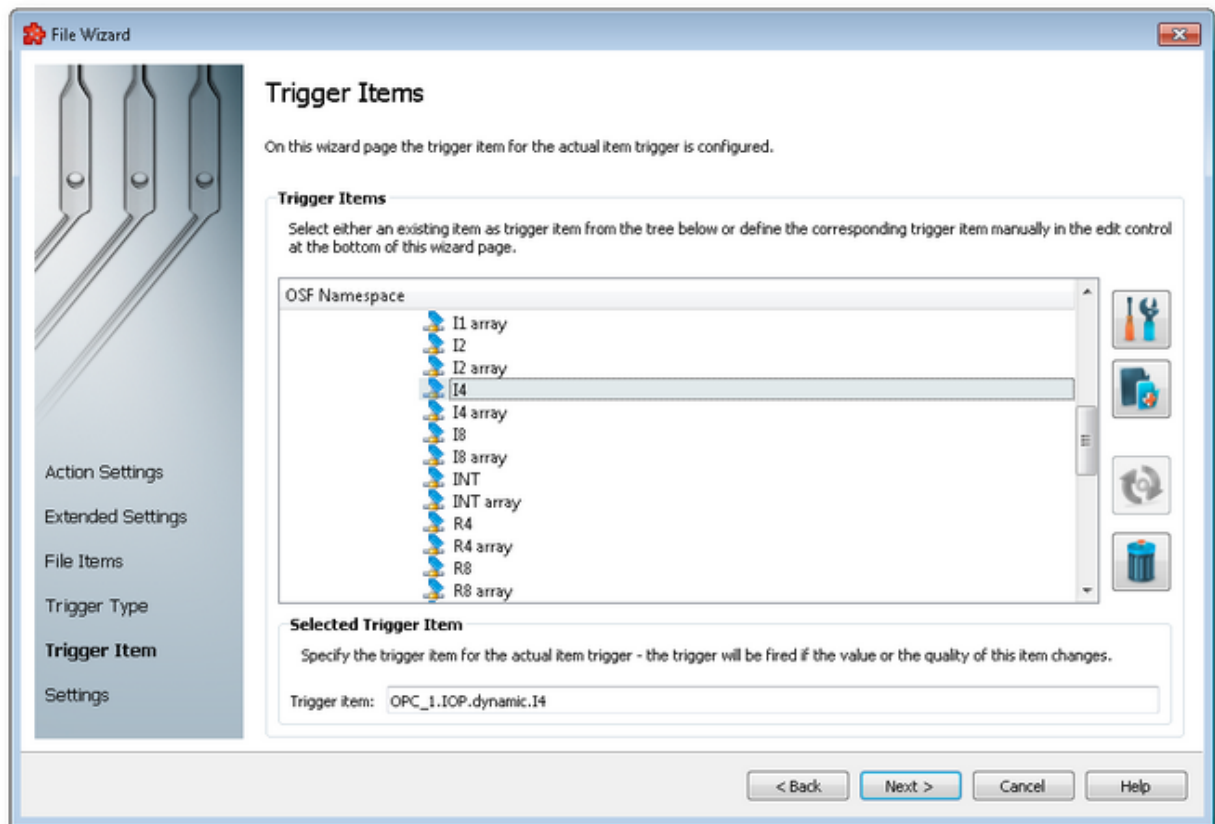 File Wizard
Trigger Items
On this wizard page the trigger item for the actual item trigger is configured.
Trigger Items
Select either an existing item as trigger item from the tree below or define the corresponding trigger item manually in the edit control
at the bottom of this wizard page.
OSF Namespace
I1 array
I2
I2 array
I4
I4 array
I8
I8 array
INT
INT array
R4
R4 array
R8
R8 array
Action Settings
Extended Settings
File Items
Trigger Type
Trigger Item
Settings
Selected Trigger Item
Specify the trigger item for the actual item trigger - the trigger will be fired if the value or the quality of this item changes.
Trigger item: OPC_1.IOP.dynamic.I4
< Back Next > Cancel Help